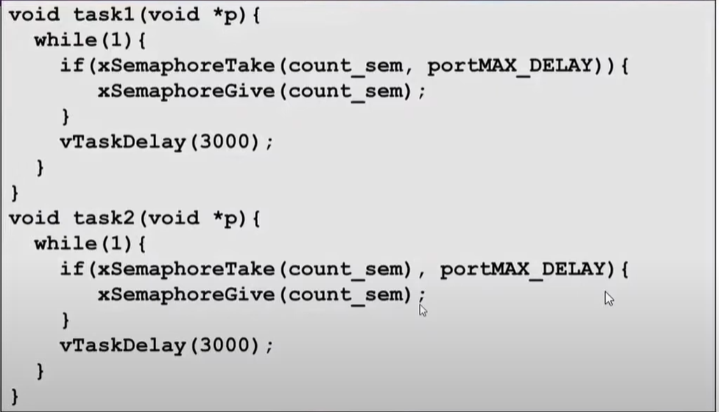 void task1(void *p){
while(1){
if(xSemaphoreTake(count_sem, portMAX_DELAY)){
xSemaphoreGive(count_sem);
}
vTaskDelay(3000);
}
}
void task2(void *p){
while(1){
if(xSemaphoreTake(count_sem), portMAX_DELAY){
xSemaphoreGive(count_sem);
}
vTaskDelay(3000);
}
}